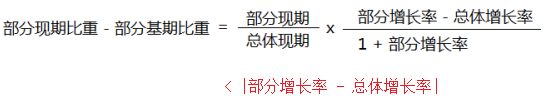 部分现期比重 - 部分基期比重 = 部分现期/总体现期 x 部分增长率 - 总体增长率/1 + 部分增长率
< |部分增长率 - 总体增长率|